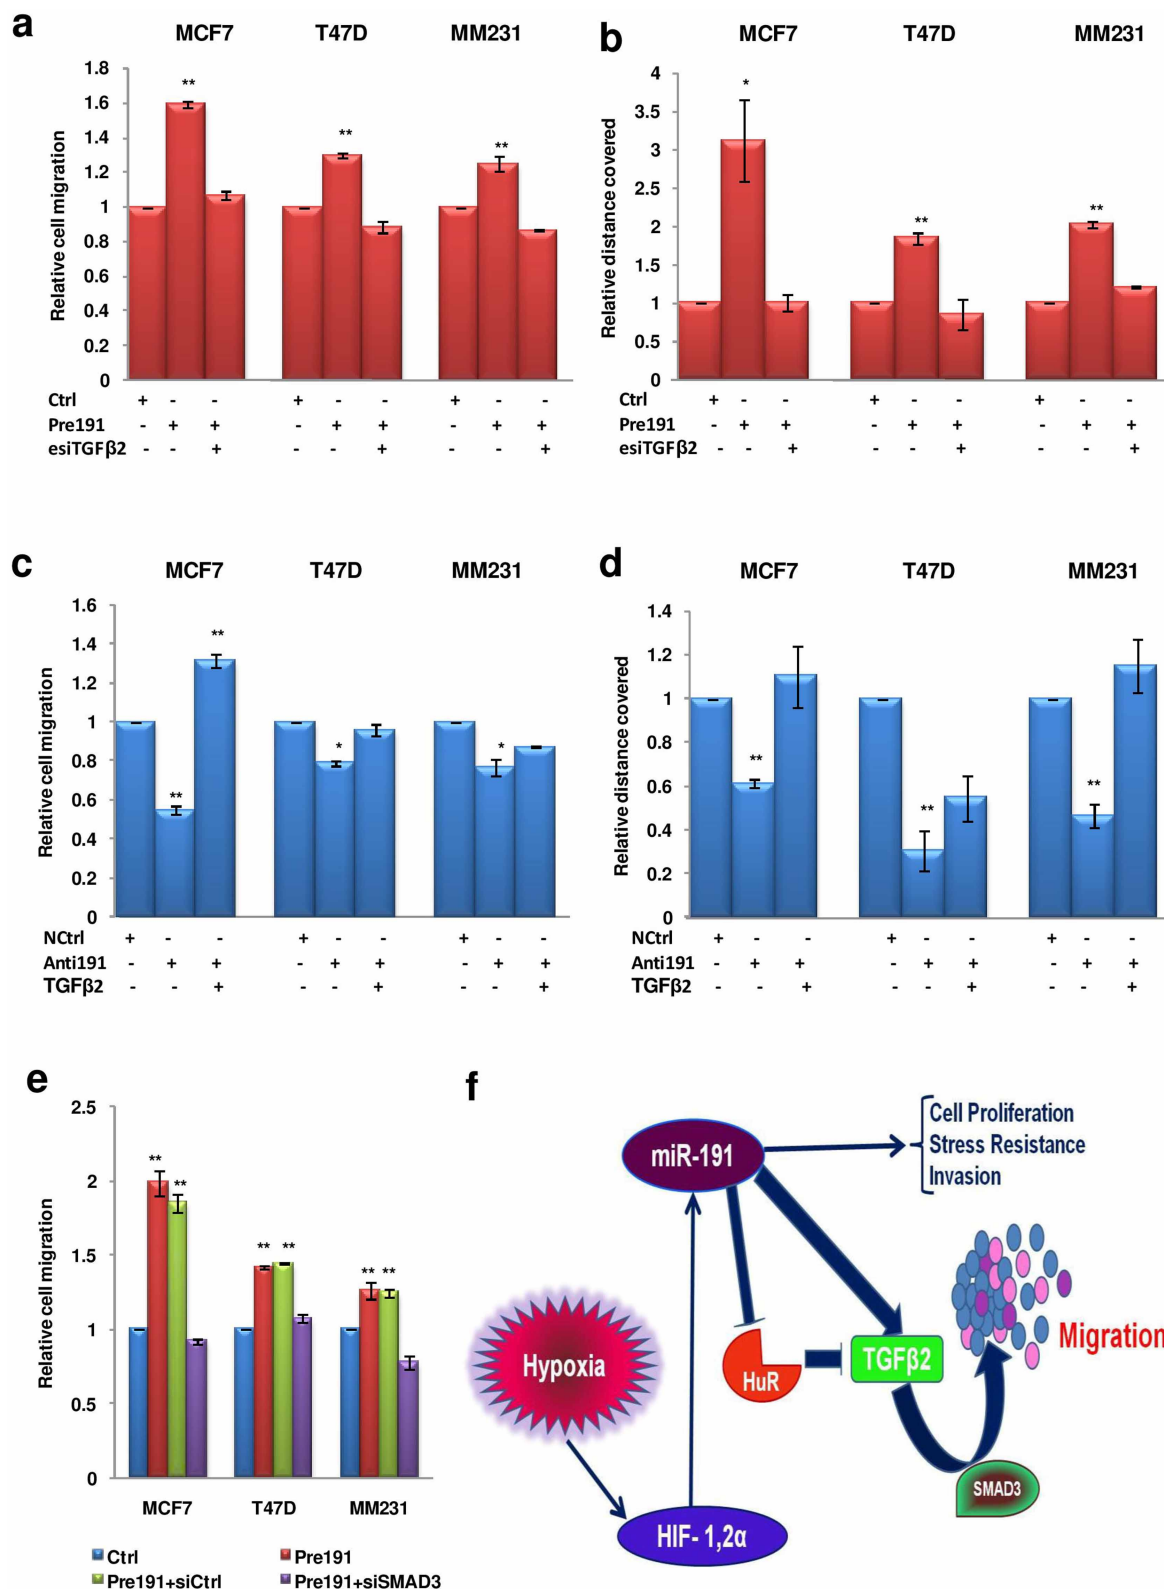 a
MCF7 T47D MM231
Relative cell migration
1.8
1.6
1.4
1.2
1
0.8
0.6
0.4
0.2
0
** ** **
Ctrl + - - + - - + - -
Pre191 - + + - + + - + +
esiTGFβ2 - - + - - + - - +
b
MCF7 T47D MM231
Relative distance covered
4
3.5
3
2.5
2
1.5
1
0.5
0
* ** **
Ctrl + - - + - - + - -
Pre191 - + + - + + - + +
esiTGFβ2 - - + - - + - - +
c
MCF7 T47D MM231
Relative cell migration
1.6
1.4
1.2
1
0.8
0.6
0.4
0.2
0
** ** * *
NCtrl + - - + - - + - -
Anti191 - + + - + + - + +
TGFβ2 - - + - - + - - +
d
MCF7 T47D MM231
Relative distance covered
1.4
1.2
1
0.8
0.6
0.4
0.2
0
** ** **
NCtrl + - - + - - + - -
Anti191 - + + - + + - + +
TGFβ2 - - + - - + - - +
e
Relative cell migration
2.5
2
1.5
1
0.5
0
** ** ** ** ** **
MCF7 T47D MM231
Ctrl Pre191
Pre191+siCtrl Pre191+siSMAD3
f
miR-191
Cell Proliferation
Stress Resistance
Invasion
Hypoxia
HuR
TGFβ2
Migration
SMAD3
HIF- 1,2α